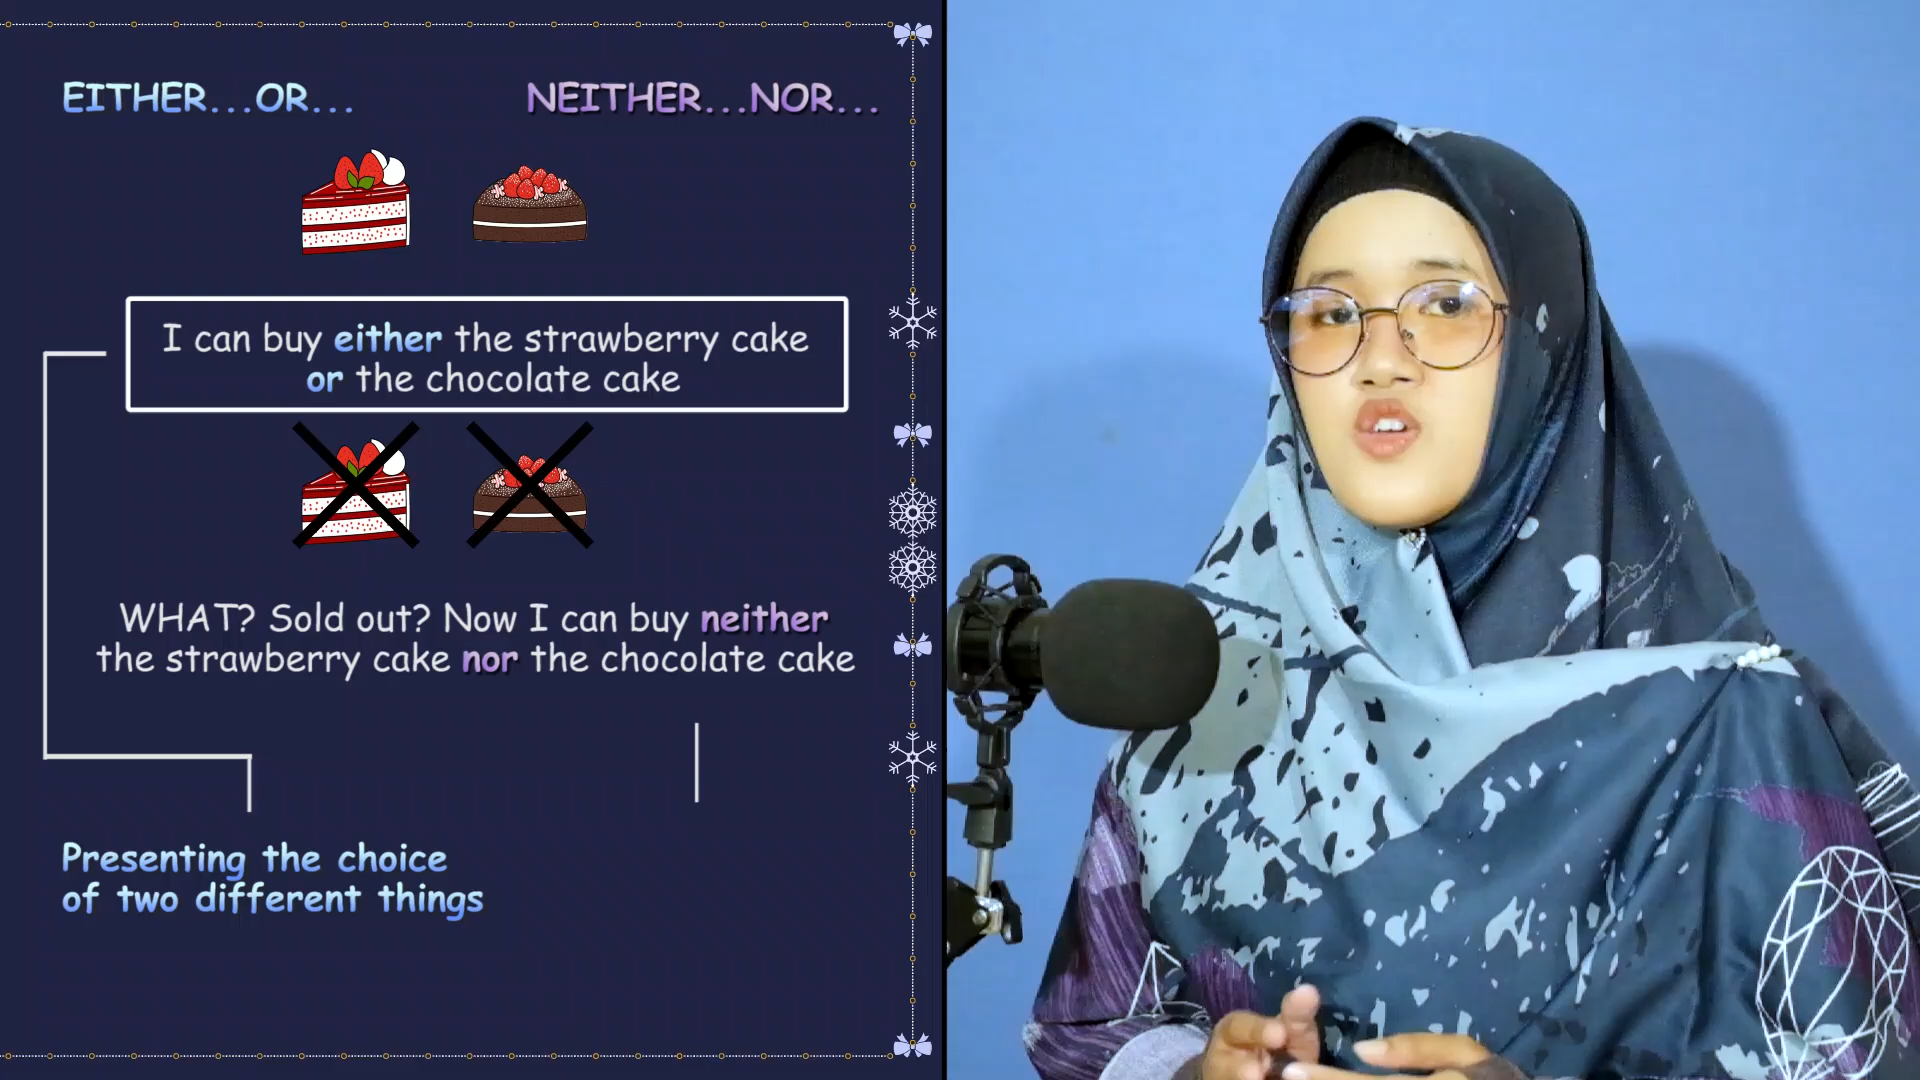 EITHER...OR...
NEITHER...NOR...
I can buy either the strawberry cake
or the chocolate cake
WHAT? Sold out? Now I can buy neither
the strawberry cake nor the chocolate cake
Presenting the choice
of two different things